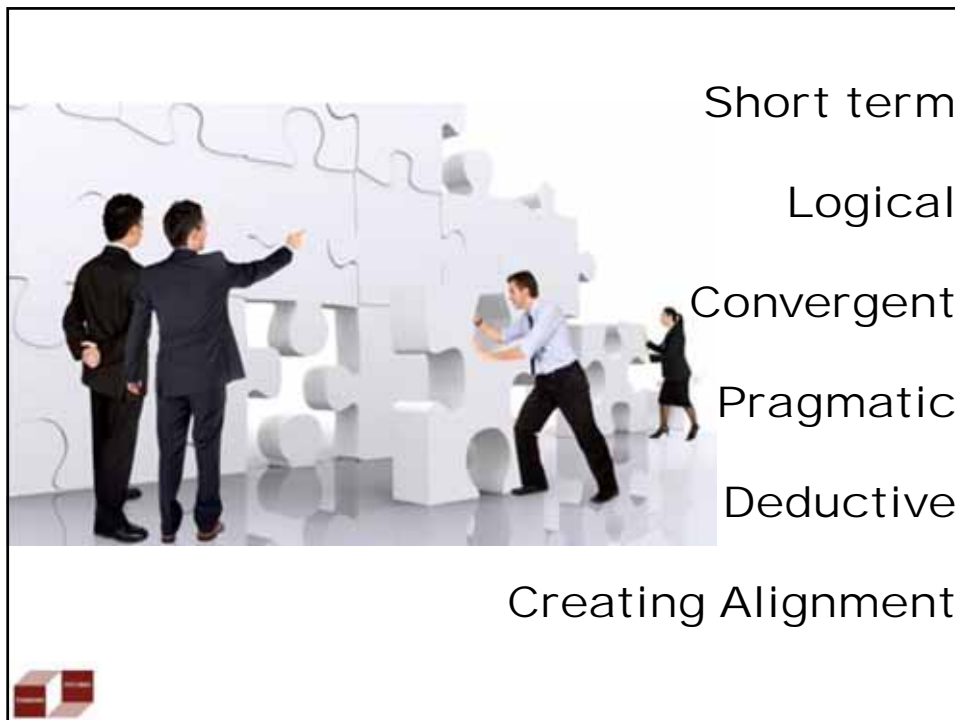 Short term
Logical
Convergent
Pragmatic
Deductive
Creating Alignment